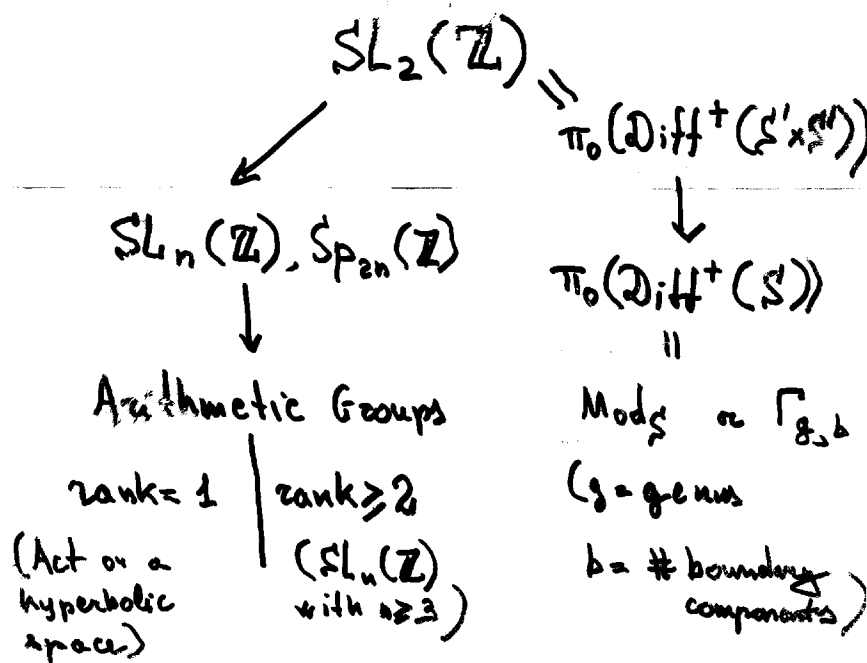 SL₂(ℤ)
= π₀(Diff⁺(S¹×S¹))
SLₙ(ℤ), Sp₂ₙ(ℤ)
π₀(Diff⁺(S))
=
Arithmetic Groups
Mod_S or Γ_g,b
rank = 1
rank ≥ 2
(g = genus
(Act on a
hyperbolic
space)
(SLₙ(ℤ)
with n≥3)
b = # boundary
components)